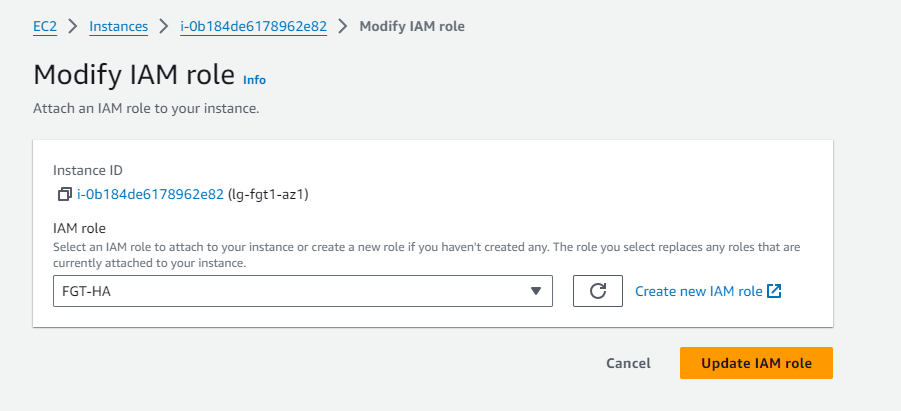 EC2 > Instances > i-0b184de6178962e82 > Modify IAM role
Modify IAM role Info
Attach an IAM role to your instance.
Instance ID
i-0b184de6178962e82 (lg-fgt1-az1)
IAM role
Select an IAM role to attach to your instance or create a new role if you haven't created any. The role you select replaces any roles that are
currently attached to your instance.
FGT-HA
Create new IAM role
Cancel
Update IAM role